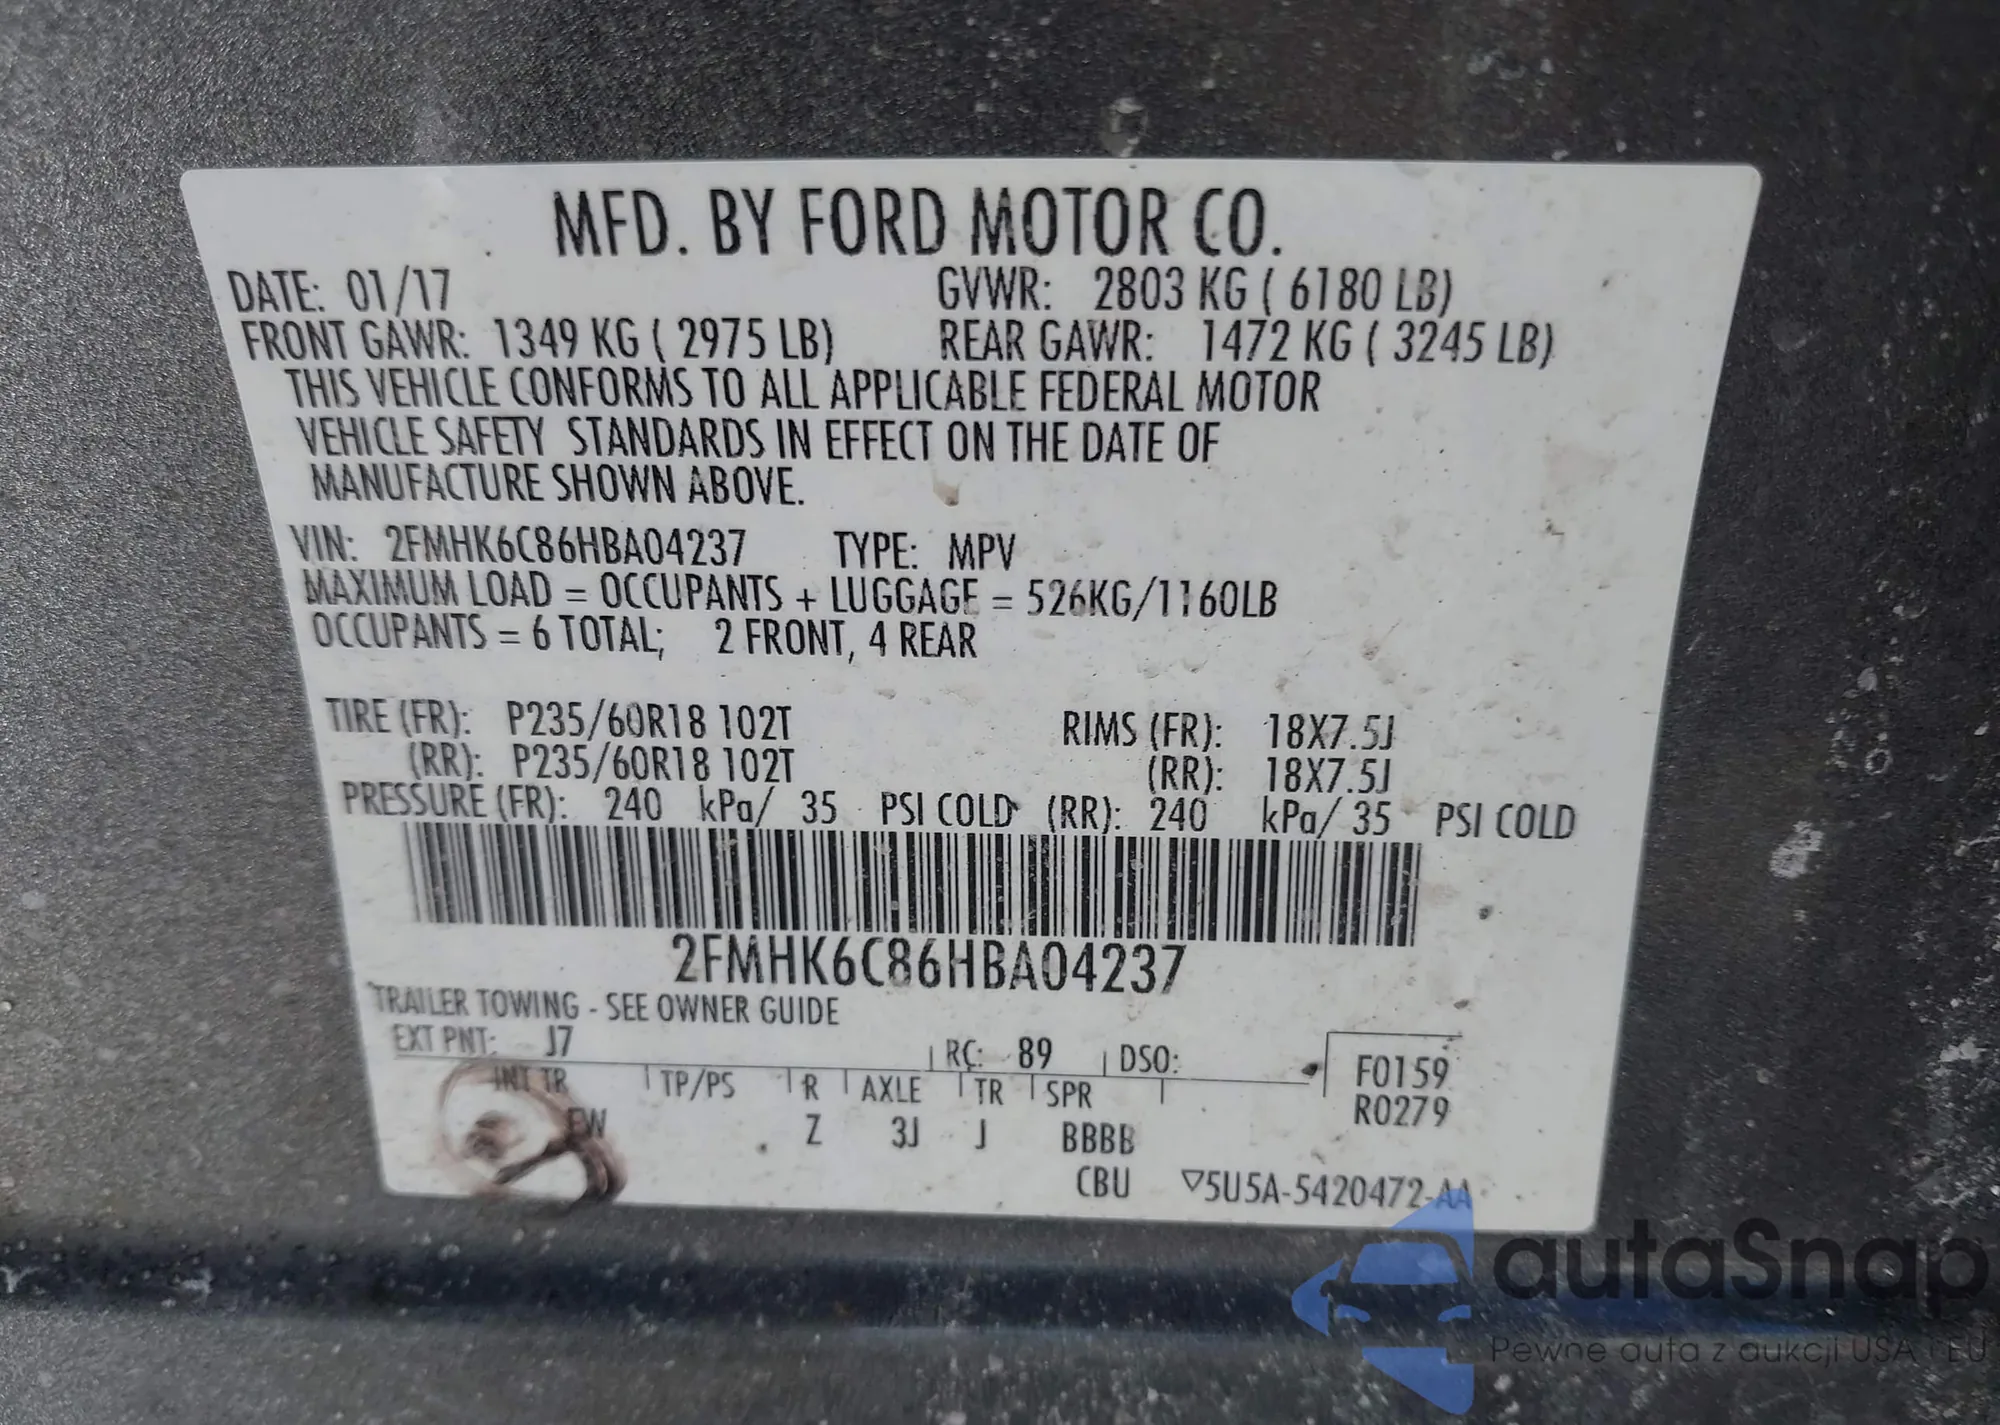 MFD. BY FORD MOTOR CO.
DATE: 01/17 GVWR: 2803 KG ( 6180 LB)
FRONT GAWR: 1349 KG ( 2975 LB) REAR GAWR: 1472 KG ( 3245 LB)
THIS VEHICLE CONFORMS TO ALL APPLICABLE FEDERAL MOTOR
VEHICLE SAFETY STANDARDS IN EFFECT ON THE DATE OF
MANUFACTURE SHOWN ABOVE.
VIN: 2FMHK6C86HBA04237 TYPE: MPV
MAXIMUM LOAD = OCCUPANTS + LUGGAGE = 526KG/1160LB
OCCUPANTS = 6 TOTAL; 2 FRONT, 4 REAR
TIRE (FR): P235/60R18 102T RIMS (FR): 18X7.5J
(RR): P235/60R18 102T (RR): 18X7.5J
PRESSURE (FR): 240 kPa/ 35 PSI COLD (RR): 240 kPa/ 35 PSI COLD
2FMHK6C86HBA04237
TRAILER TOWING - SEE OWNER GUIDE
EXT PNT: J7 RC: 89 DSO: F0159
INT TR TP/PS R AXLE TR SPR R0279
EW Z 3J J BBBB
CBU ▽5U5A-5420472-AA
autaSnap
Pewne auta z aukcji USA i EU